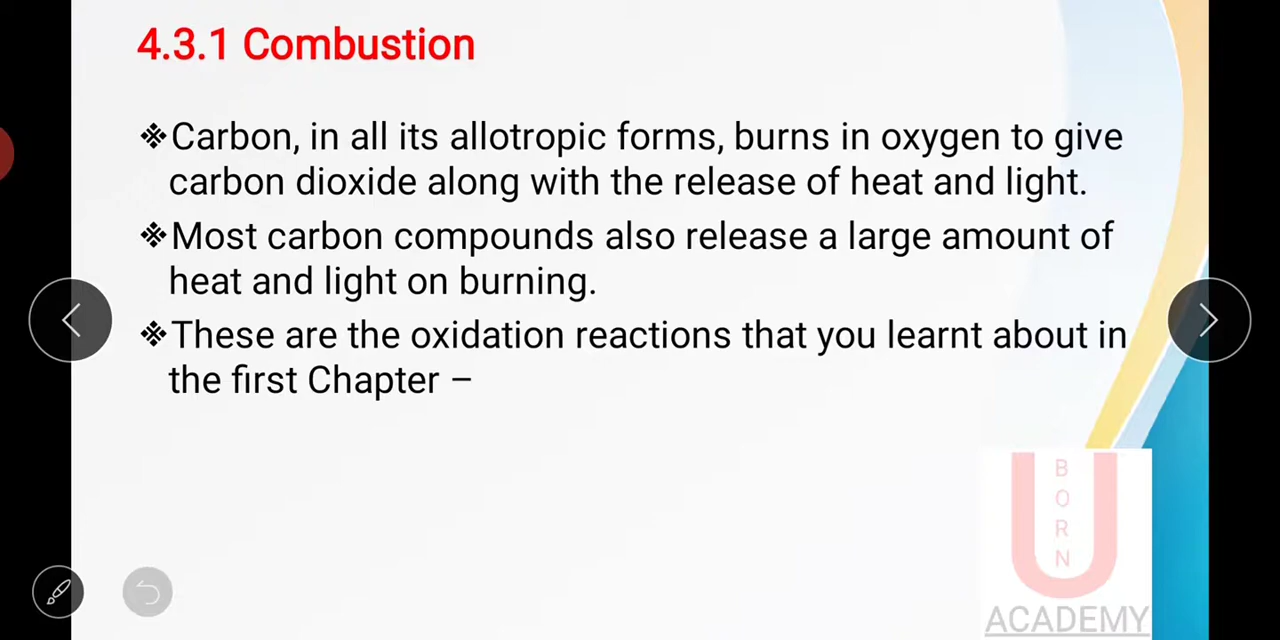 4.3.1 Combustion
❖Carbon, in all its allotropic forms, burns in oxygen to give
carbon dioxide along with the release of heat and light.
❖Most carbon compounds also release a large amount of
heat and light on burning.
❖These are the oxidation reactions that you learnt about in
the first Chapter –
B
O
R
N
U
ACADEMY